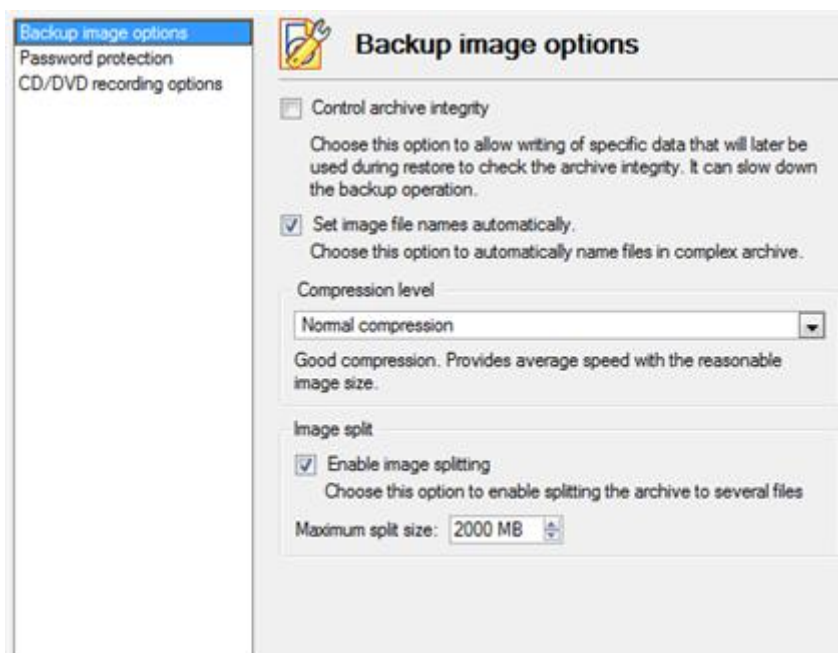 Backup image options
Password protection
CD/DVD recording options
Backup image options
Control archive integrity
Choose this option to allow writing of specific data that will later be
used during restore to check the archive integrity. It can slow down
the backup operation.
Set image file names automatically.
Choose this option to automatically name files in complex archive.
Compression level
Normal compression
Good compression. Provides average speed with the reasonable
image size.
Image split
Enable image splitting
Choose this option to enable splitting the archive to several files
Maximum split size: 2000 MB